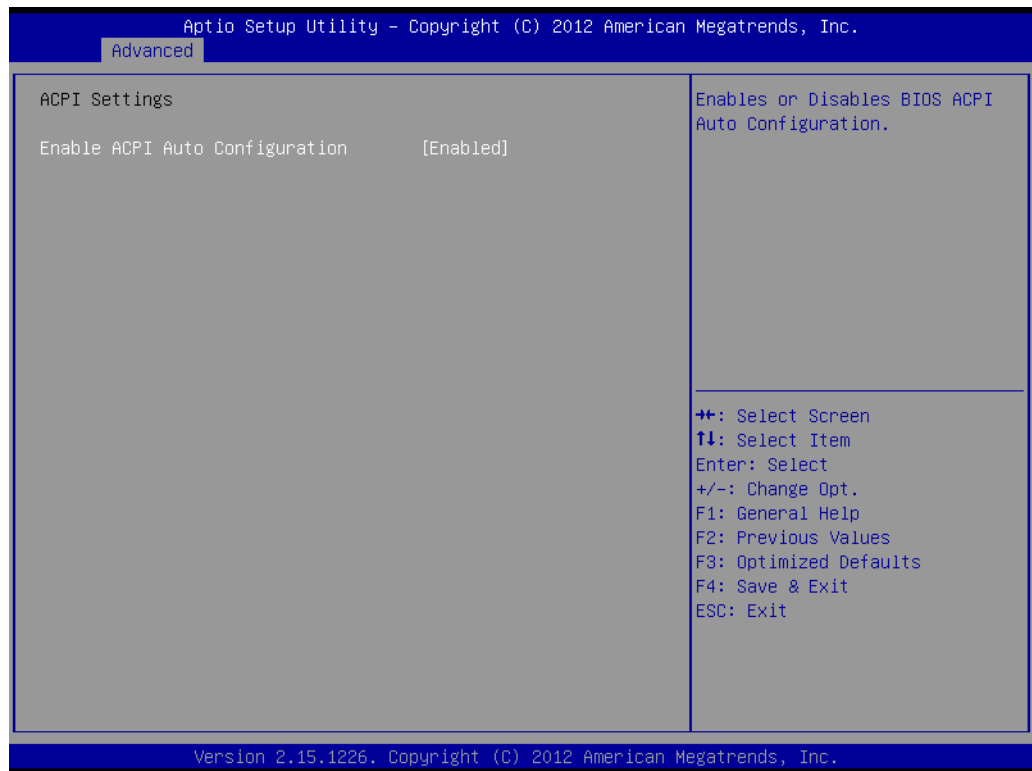 Aptio Setup Utility – Copyright (C) 2012 American Megatrends, Inc.
Advanced
ACPI Settings
Enable ACPI Auto Configuration [Enabled]
Enables or Disables BIOS ACPI
Auto Configuration.
→←: Select Screen
↑↓: Select Item
Enter: Select
+/-: Change Opt.
F1: General Help
F2: Previous Values
F3: Optimized Defaults
F4: Save & Exit
ESC: Exit
Version 2.15.1226. Copyright (C) 2012 American Megatrends, Inc.